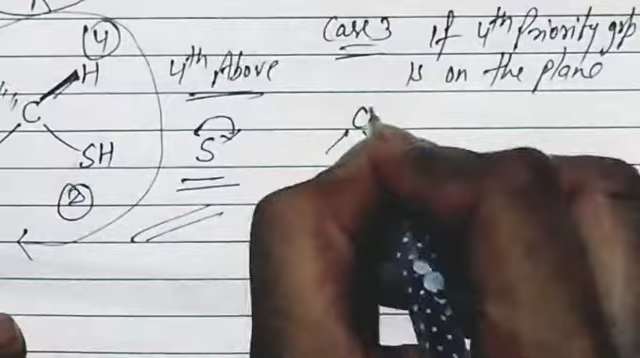 Case 3 If 4th Priority grp
is on the plane
(4)
H
4th Above
C
SH
S
2
C